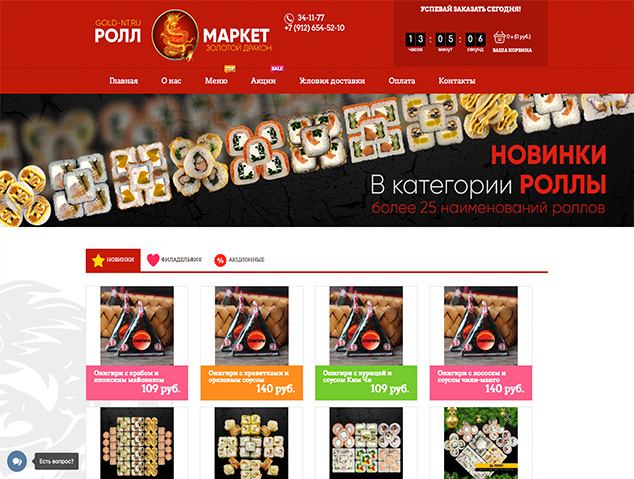 GOLD-NT.RU
РОЛЛ
МАРКЕТ
ЗОЛОТОЙ ДРАКОН
34-11-77
+7 (912) 654-52-10
УСПЕВАЙ ЗАКАЗАТЬ СЕГОДНЯ!
13 : 05 : 06
часов минут секунд
0 x (0 руб.)
ВАША КОРЗИНА
TOP
SALE
Главная О нас Меню Акции Условия доставки Оплата Контакты
НОВИНКИ
В категории РОЛЛЫ
более 25 наименований роллов
НОВИНКИ ФИЛАДЕЛЬФИЯ % АКЦИОННЫЕ
ОНИГИРИ
ОНИГИРИ
ОНИГИРИ
ОНИГИРИ
Онигири с крабом и
японским майонезом
109 руб.
Онигири с креветками и
ореховым соусом
140 руб.
Онигири с курицей и
соусом Ким Чи
109 руб.
Онигири с лососем и
соусом чили-манго
140 руб.
Есть вопрос?